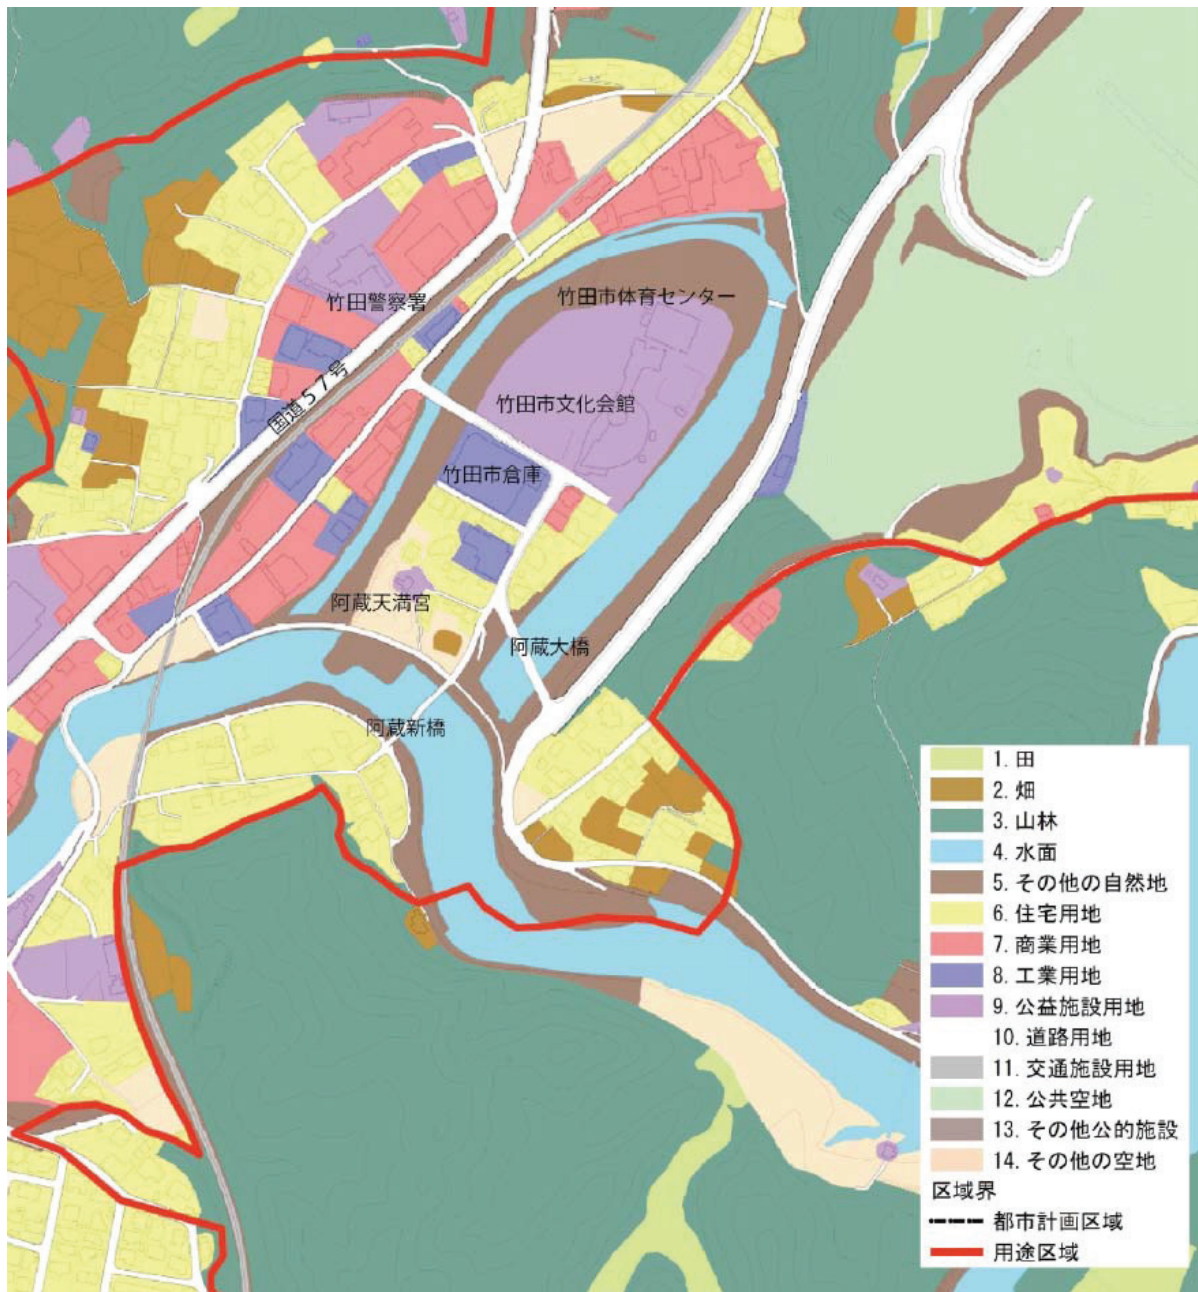 竹田市体育センター
竹田警察署
国道57号
竹田市文化会館
竹田市倉庫
阿蔵天満宮
阿蔵大橋
阿蔵新橋
1. 田
2. 畑
3. 山林
4. 水面
5. その他の自然地
6. 住宅用地
7. 商業用地
8. 工業用地
9. 公益施設用地
10. 道路用地
11. 交通施設用地
12. 公共空地
13. その他公的施設
14. その他の空地
区域界
都市計画区域
用途区域